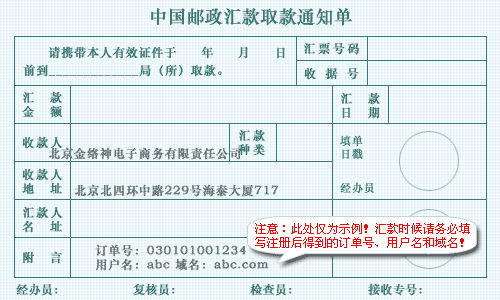 中国邮政汇款取款通知单
请携带本人有效证件于 年 月 日
前到_____________局（所）取款。
汇票号码
收据号
汇款
金额
汇款
日期
收款人
北京金络神电子商务有限责任公司
汇款
种类
填单
日戳
收款人
地址
北京北四环中路229号海泰大厦717
经办员
汇款人
名址
注意：此处仅为示例！汇款时候请务必填
写注册后得到的订单号、用户名和域名！
附言
订单号：030101001234
用户名：abc 域名：abc.com
经办员： 复核员： 检查员： 接收专号：